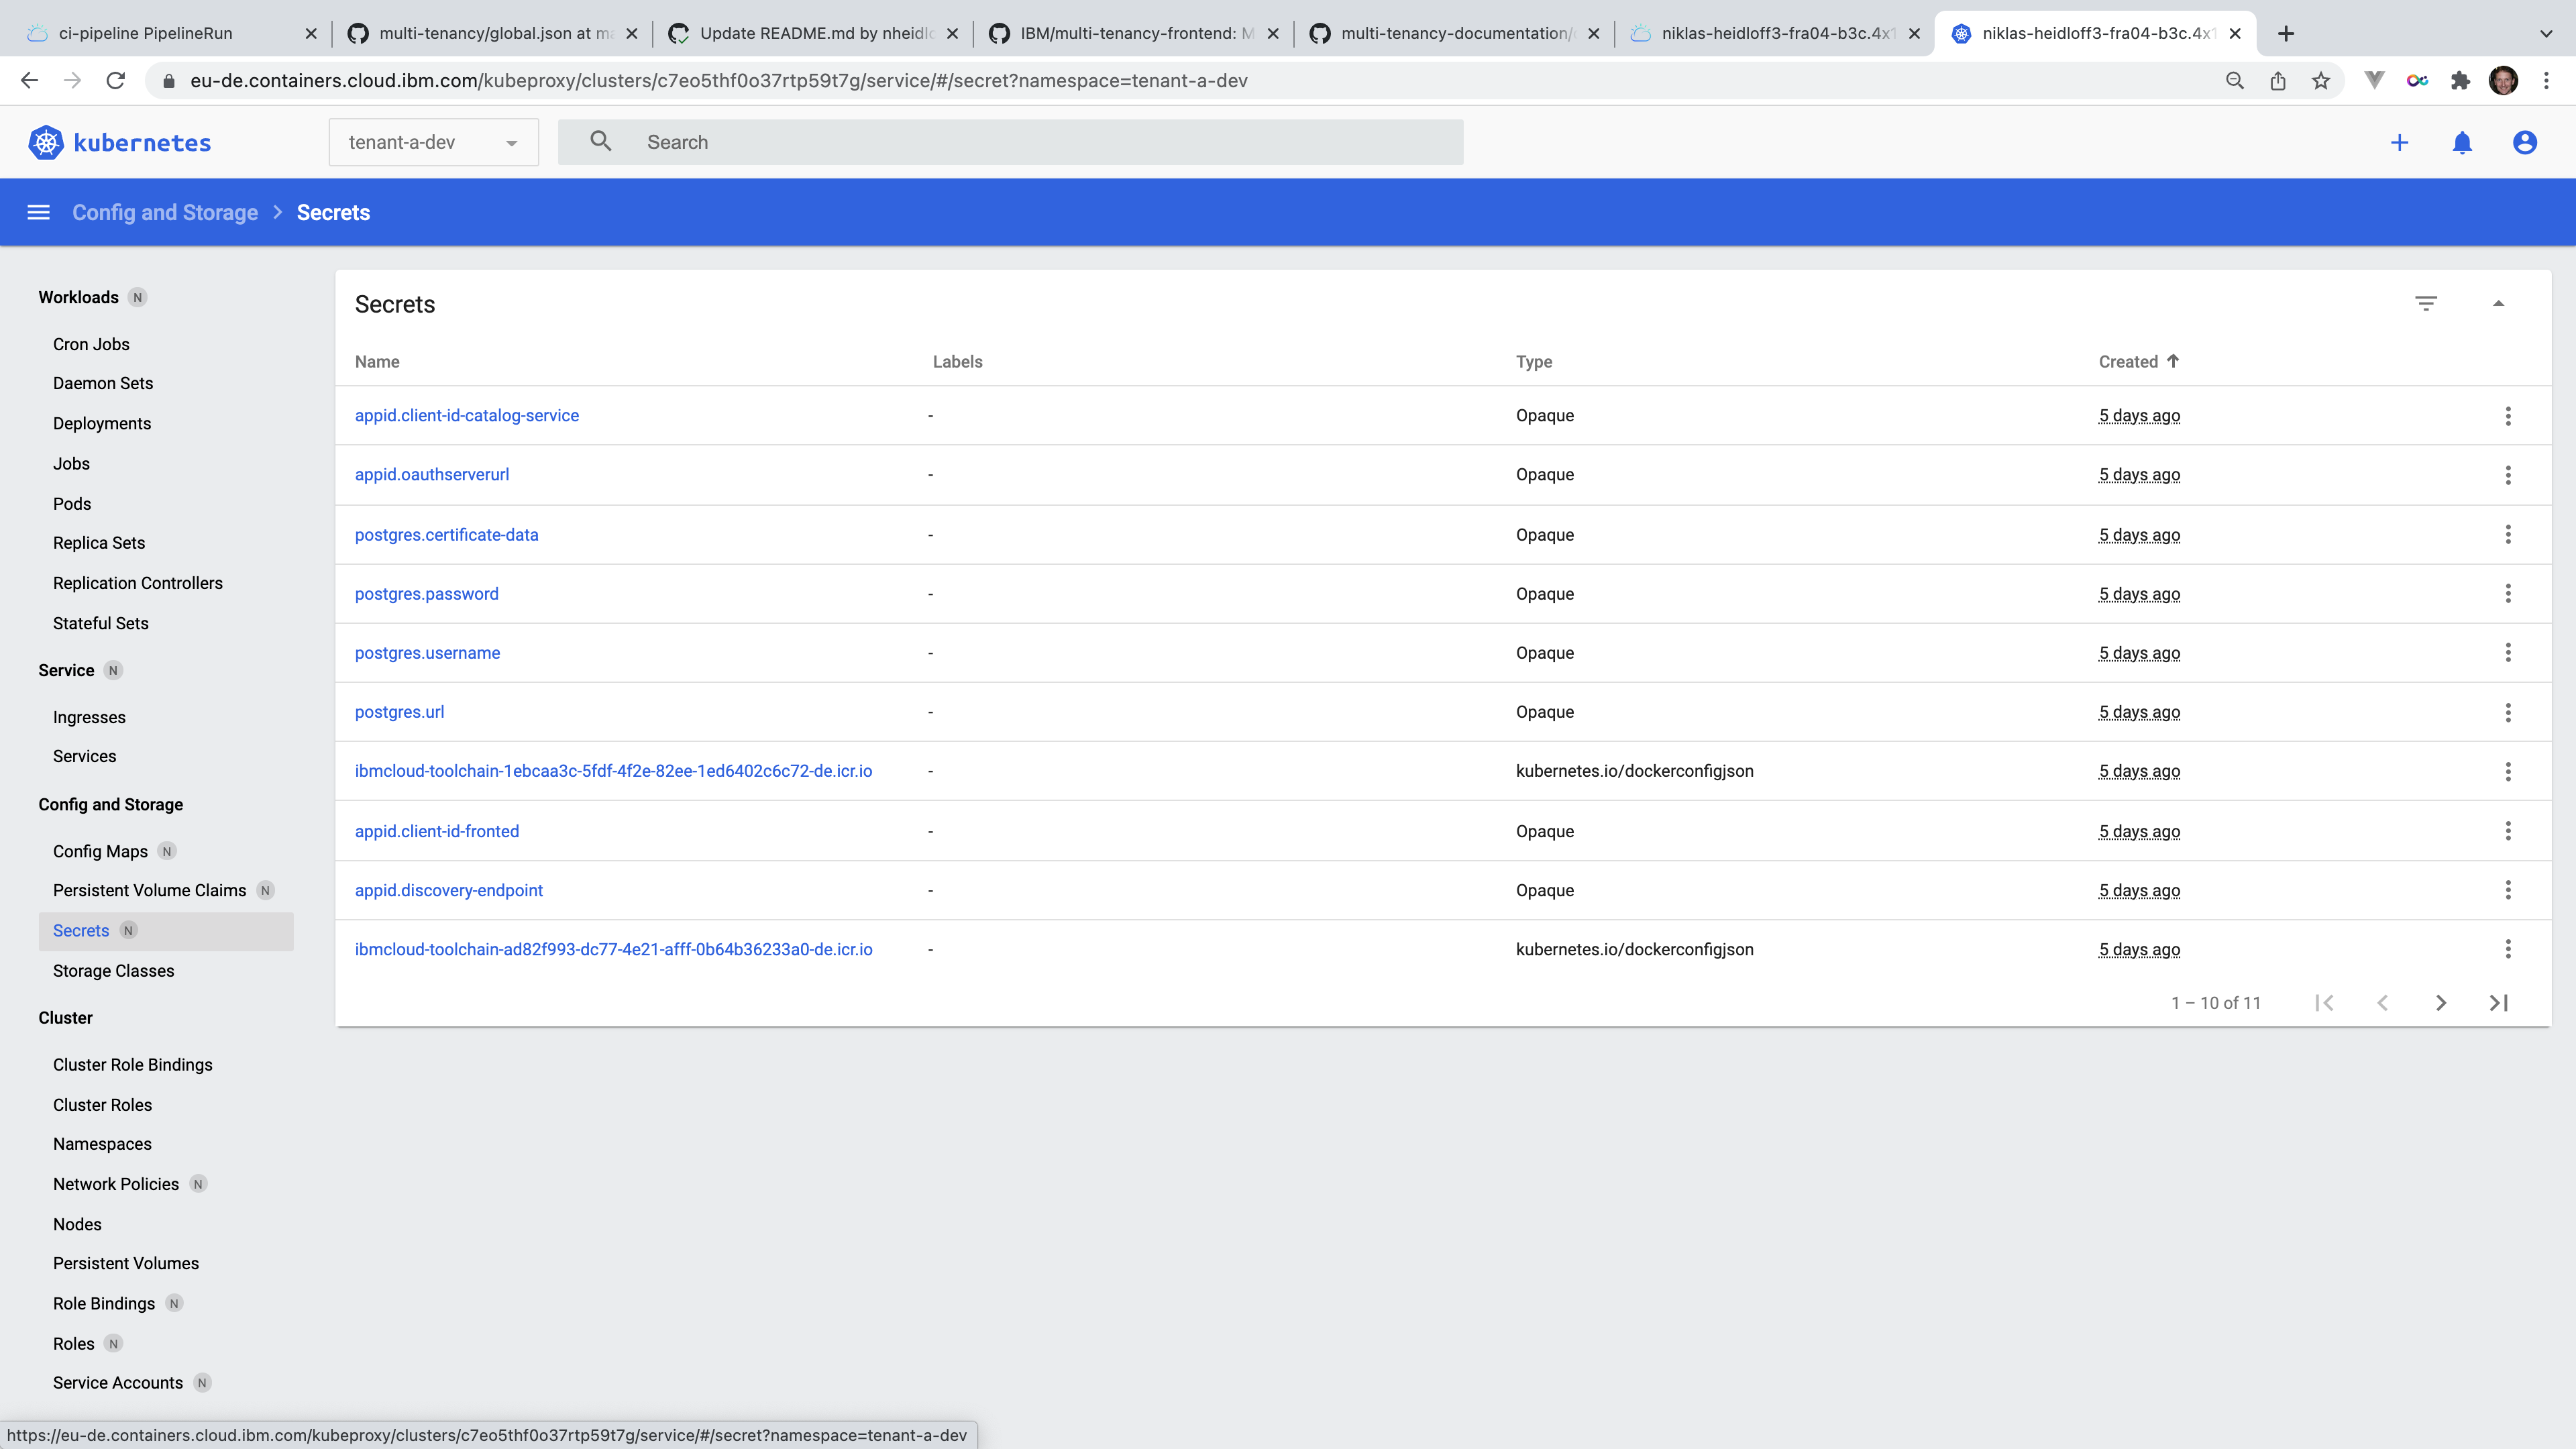 ci-pipeline PipelineRun
multi-tenancy/global.json at ma
Update README.md by nheidlo
IBM/multi-tenancy-frontend: M
multi-tenancy-documentation/
niklas-heidloff3-fra04-b3c.4x1
niklas-heidloff3-fra04-b3c.4x1
eu-de.containers.cloud.ibm.com/kubeproxy/clusters/c7eo5thf0o37rtp59t7g/service/#/secret?namespace=tenant-a-dev
kubernetes
tenant-a-dev
Search
Config and Storage > Secrets
Workloads N
Cron Jobs
Daemon Sets
Deployments
Jobs
Pods
Replica Sets
Replication Controllers
Stateful Sets
Service N
Ingresses
Services
Config and Storage
Config Maps N
Persistent Volume Claims N
Secrets N
Storage Classes
Cluster
Cluster Role Bindings
Cluster Roles
Namespaces
Network Policies N
Nodes
Persistent Volumes
Role Bindings N
Roles N
Service Accounts N
Secrets
Name Labels Type Created
appid.client-id-catalog-service - Opaque 5 days ago
appid.oauthserverurl - Opaque 5 days ago
postgres.certificate-data - Opaque 5 days ago
postgres.password - Opaque 5 days ago
postgres.username - Opaque 5 days ago
postgres.url - Opaque 5 days ago
ibmcloud-toolchain-1ebcaa3c-5fdf-4f2e-82ee-1ed6402c6c72-de.icr.io - kubernetes.io/dockerconfigjson 5 days ago
appid.client-id-fronted - Opaque 5 days ago
appid.discovery-endpoint - Opaque 5 days ago
ibmcloud-toolchain-ad82f993-dc77-4e21-afff-0b64b36233a0-de.icr.io - kubernetes.io/dockerconfigjson 5 days ago
1 – 10 of 11
https://eu-de.containers.cloud.ibm.com/kubeproxy/clusters/c7eo5thf0o37rtp59t7g/service/#/secret?namespace=tenant-a-dev